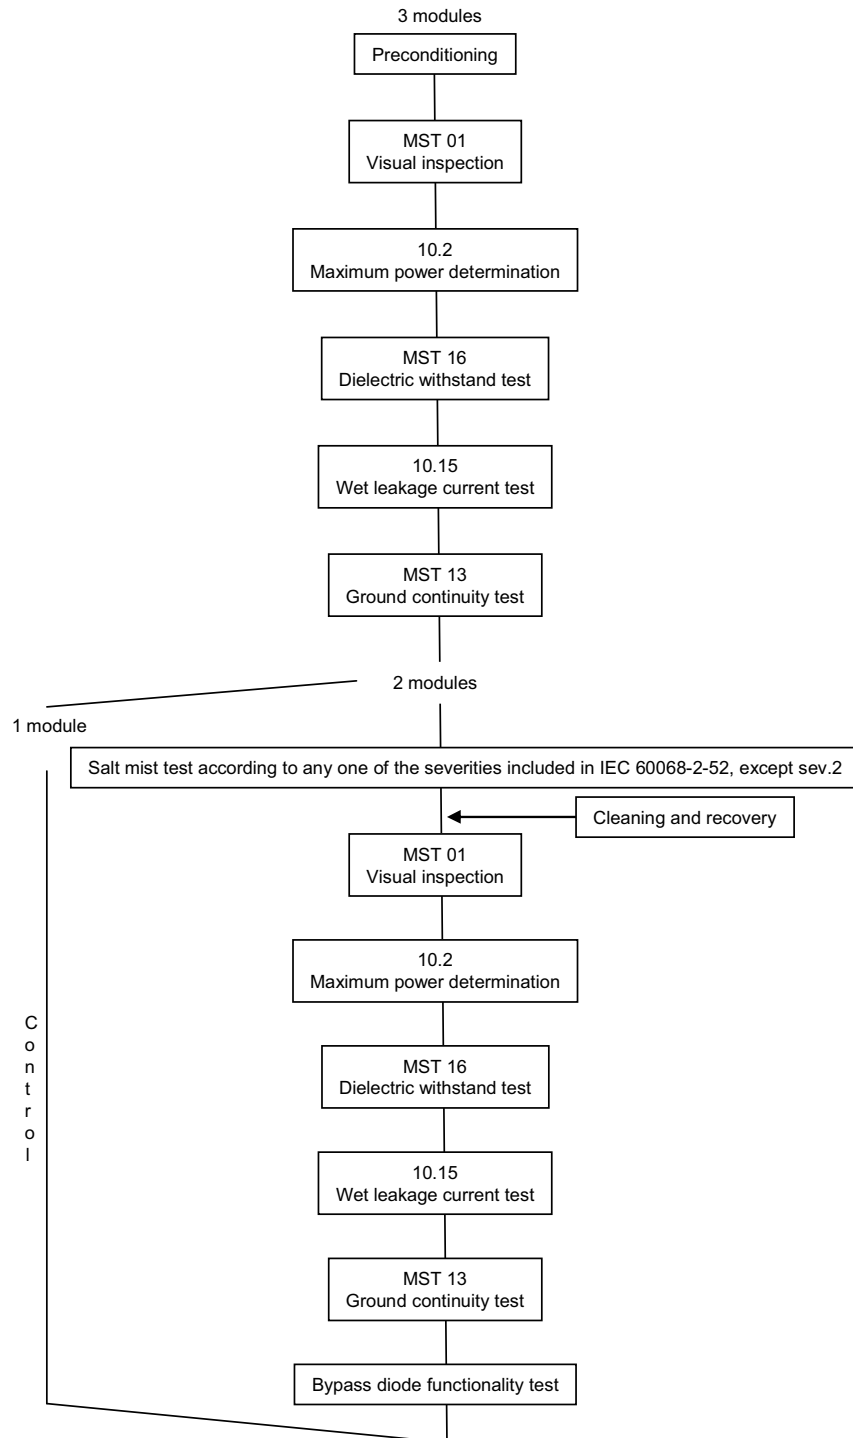 3 modules
Preconditioning
MST 01
Visual inspection
10.2
Maximum power determination
MST 16
Dielectric withstand test
10.15
Wet leakage current test
MST 13
Ground continuity test
2 modules
1 module
Salt mist test according to any one of the severities included in IEC 60068-2-52, except sev.2
Cleaning and recovery
MST 01
Visual inspection
10.2
Maximum power determination
Control
MST 16
Dielectric withstand test
10.15
Wet leakage current test
MST 13
Ground continuity test
Bypass diode functionality test